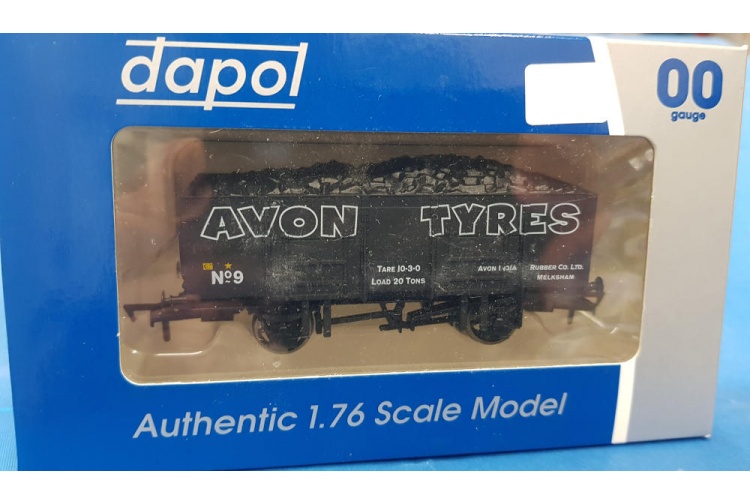 dapol
00
gauge
AVON TYRES
Nº9
TARE 10-3-0
LOAD 20 TONS
AVON RUBBER CO. LTD.
MELKSHAM
Authentic 1.76 Scale Model